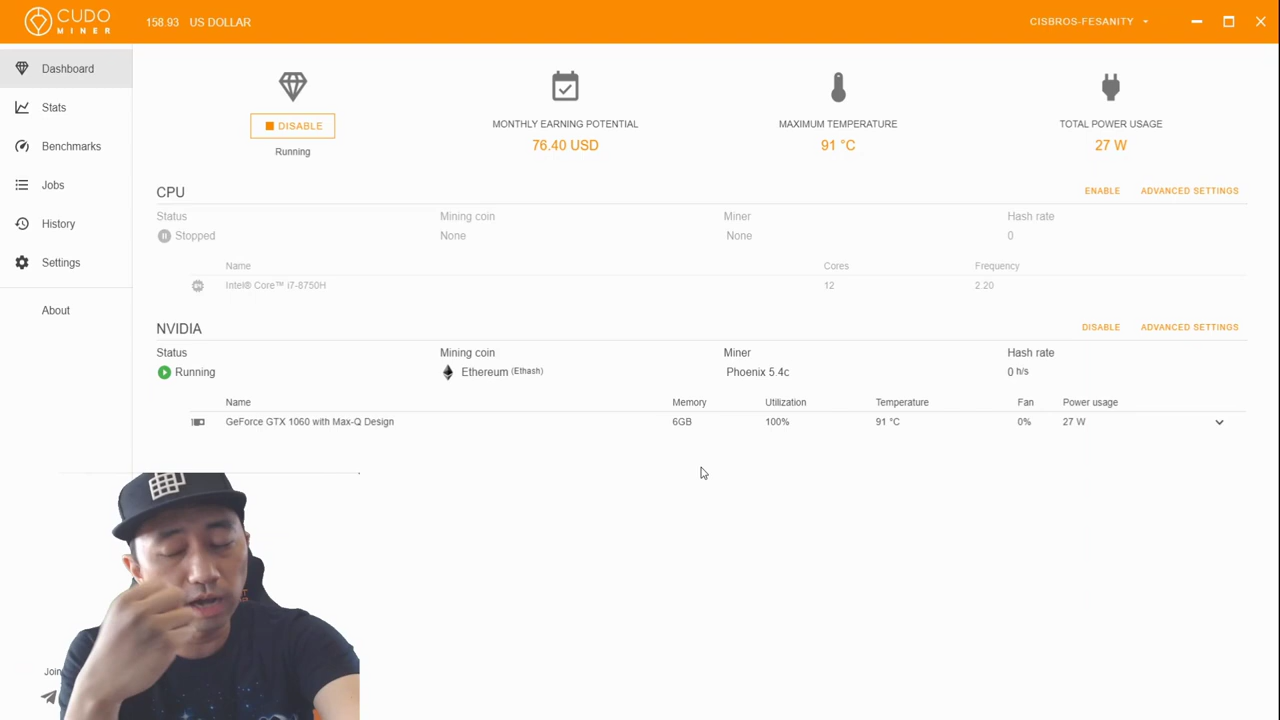 CUDO
MINER
158.93 US DOLLAR
CISBROS-FESANITY
Dashboard
Stats
Benchmarks
Jobs
History
Settings
About
DISABLE
Running
MONTHLY EARNING POTENTIAL
76.40 USD
MAXIMUM TEMPERATURE
91 °C
TOTAL POWER USAGE
27 W
CPU
ENABLE ADVANCED SETTINGS
Status Mining coin Miner Hash rate
Stopped None None 0
Name Cores Frequency
Intel® Core™ i7-8750H 12 2.20
NVIDIA
DISABLE ADVANCED SETTINGS
Status Mining coin Miner Hash rate
Running Ethereum (Ethash) Phoenix 5.4c 0 h/s
Name Memory Utilization Temperature Fan Power usage
GeForce GTX 1060 with Max-Q Design 6GB 100% 91 °C 0% 27 W
Join